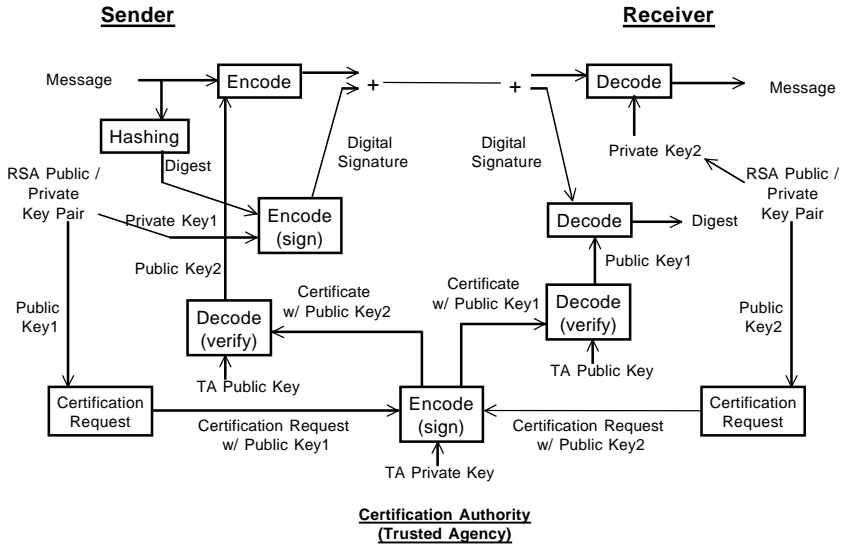 Sender
Receiver
Message
Encode
+
+
Decode
Message
Hashing
Digest
Digital
Signature
Digital
Signature
Private Key2
RSA Public /
Private
Key Pair
RSA Public /
Private
Key Pair
Private Key1
Encode
(sign)
Decode
Digest
Public Key2
Public Key1
Public
Key1
Certificate
w/ Public Key2
Certificate
w/ Public Key1
Public
Key2
Decode
(verify)
Decode
(verify)
TA Public Key
TA Public Key
Certification
Request
Encode
(sign)
Certification
Request
Certification Request
w/ Public Key1
Certification Request
w/ Public Key2
TA Private Key
Certification Authority
(Trusted Agency)